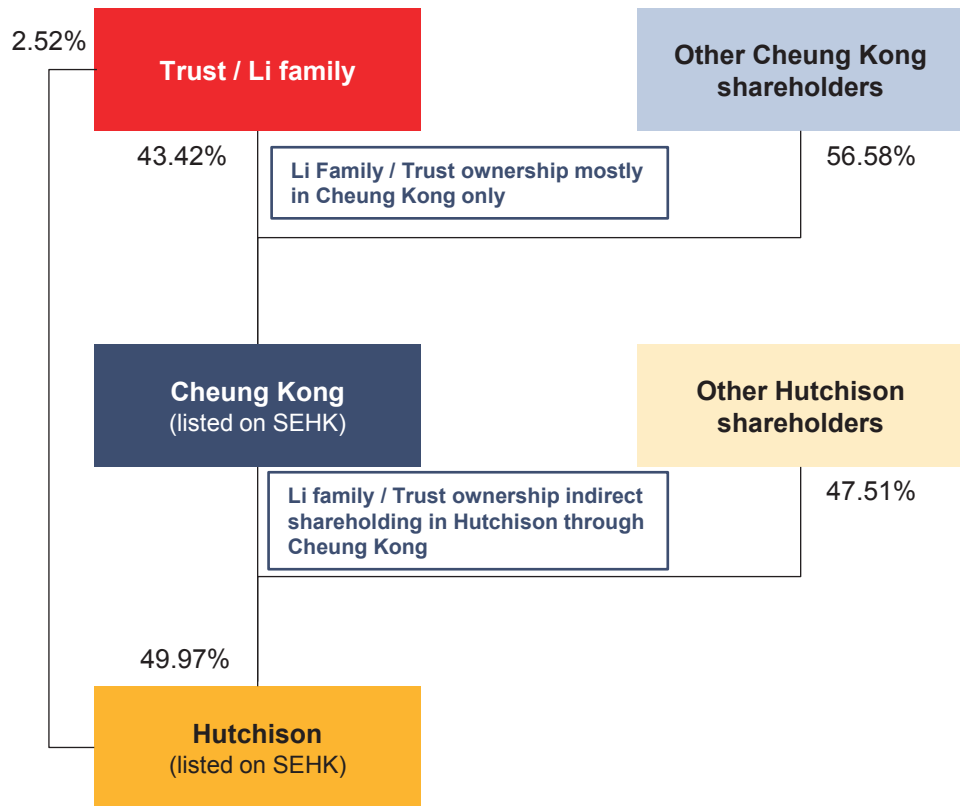 2.52%
Trust / Li family
Other Cheung Kong
shareholders
43.42%
56.58%
Li Family / Trust ownership mostly
in Cheung Kong only
Cheung Kong
(listed on SEHK)
Other Hutchison
shareholders
47.51%
Li family / Trust ownership indirect
shareholding in Hutchison through
Cheung Kong
49.97%
Hutchison
(listed on SEHK)